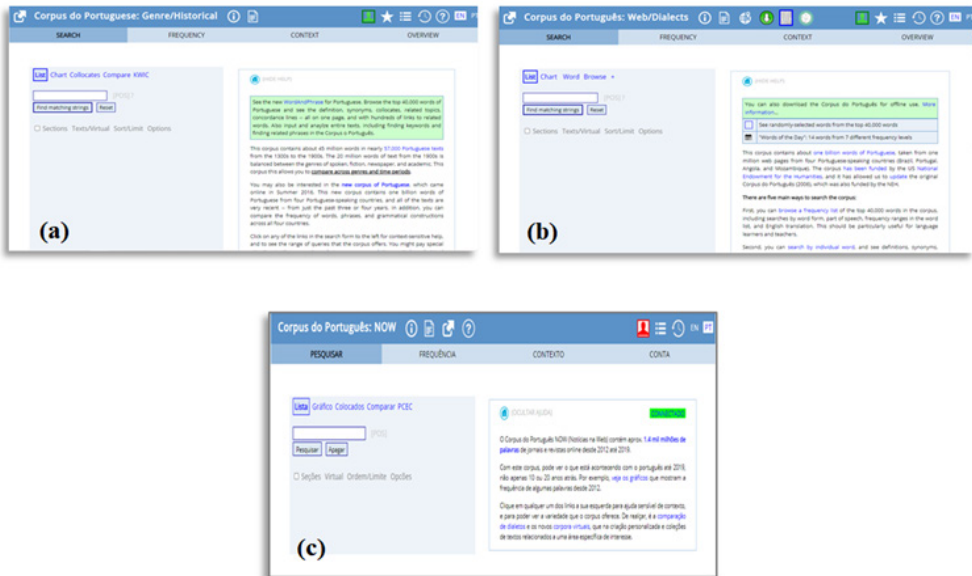 Corpus do Portuguese: Genre/Historical
SEARCH FREQUENCY CONTEXT OVERVIEW
List Chart Collocates Compare KWIC
[POS] ?
Find matching strings Reset
Sections Texts/Virtual Sort/Limit Options
(HIDE HELP)
See the new WordAndPhrase for Portuguese. Browse the top 40,000 words of
Portuguese and see the definition, synonyms, collocates, related topics,
concordance lines – all on one page, and with hundreds of links to related
words. Also input and analyze entire texts, including finding keywords and
finding related phrases in the Corpus o Português.
This corpus contains about 45 million words in nearly 57,000 Portuguese texts
from the 1300s to the 1900s. The 20 million words of text from the 1900s is
balanced between the genres of spoken, fiction, newspaper, and academic. This
corpus this allows you to compare across genres and time periods.
You may also be interested in the new corpus of Portuguese, which came
online in Summer 2016. This new corpus contains one billion words of
Portuguese from four Portuguese-speaking countries, and all of the texts are
very recent – from just the past three or four years. In addition, you can
compare the frequency of words, phrases, and grammatical constructions
across all four countries.
Click on any of the links in the search form to the left for context-sensitive help,
and to see the range of queries that the corpus offers. You might pay special
(a)
Corpus do Português: Web/Dialects EN
SEARCH FREQUENCY CONTEXT OVERVIEW
List Chart Word Browse +
[POS] ?
Find matching strings Reset
Sections Texts/Virtual Sort/Limit Options
(HIDE HELP)
You can also download the Corpus do Português for offline use. More
information...
See randomly-selected words from the top 40,000 words
"Words of the Day": 14 words from 7 different frequency levels
This corpus contains about one billion words of Portuguese, taken from one
million web pages from four Portuguese-speaking countries (Brazil, Portugal,
Angola, and Mozambique). The corpus has been funded by the US National
Endowment for the Humanities, and it has allowed us to update the original
Corpus do Português (2006), which was also funded by the NEH.
There are five main ways to search the corpus:
First, you can browse a frequency list of the top 40,000 words in the corpus,
including searches by word form, part of speech, frequency ranges in the word
list, and English translation. This should be particularly useful for language
learners and teachers.
Second, you can search by individual word, and see definitions, synonyms,
(b)
Corpus do Português: NOW EN PT
PESQUISAR FREQUÊNCIA CONTEXTO CONTA
Lista Gráfico Colocados Comparar PCEC
[POS]
Pesquisar Apagar
Seções Virtual Ordem/Limite Opções
(OCULTAR AJUDA) CONNECTADO
O Corpus do Português NOW (Notícias na Web) contém aprox. 1.4 mil milhões de
palavras de jornais e revistas online desde 2012 até 2019.
Com este corpus, pode ver o que está acontecendo com o português até 2019,
não apenas 10 ou 20 anos atrás. Por exemplo, veja os gráficos que mostram a
frequência de algumas palavras desde 2012.
Clique em qualquer um dos links a sua esquerda para ajuda sensível de contexto,
e para poder ver a variedade que o corpus oferece. De realçar, é a comparação
de dialetos e os novos corpora virtuais, que na criação personalizada e coleções
de textos relacionados a uma área específica de interesse.
(c)